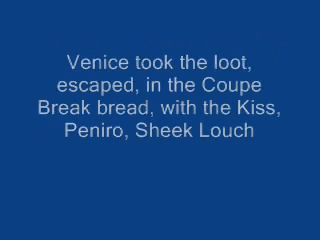 Venice took the loot,
escaped, in the Coupe
Break bread, with the Kiss,
Peniro, Sheek Louch